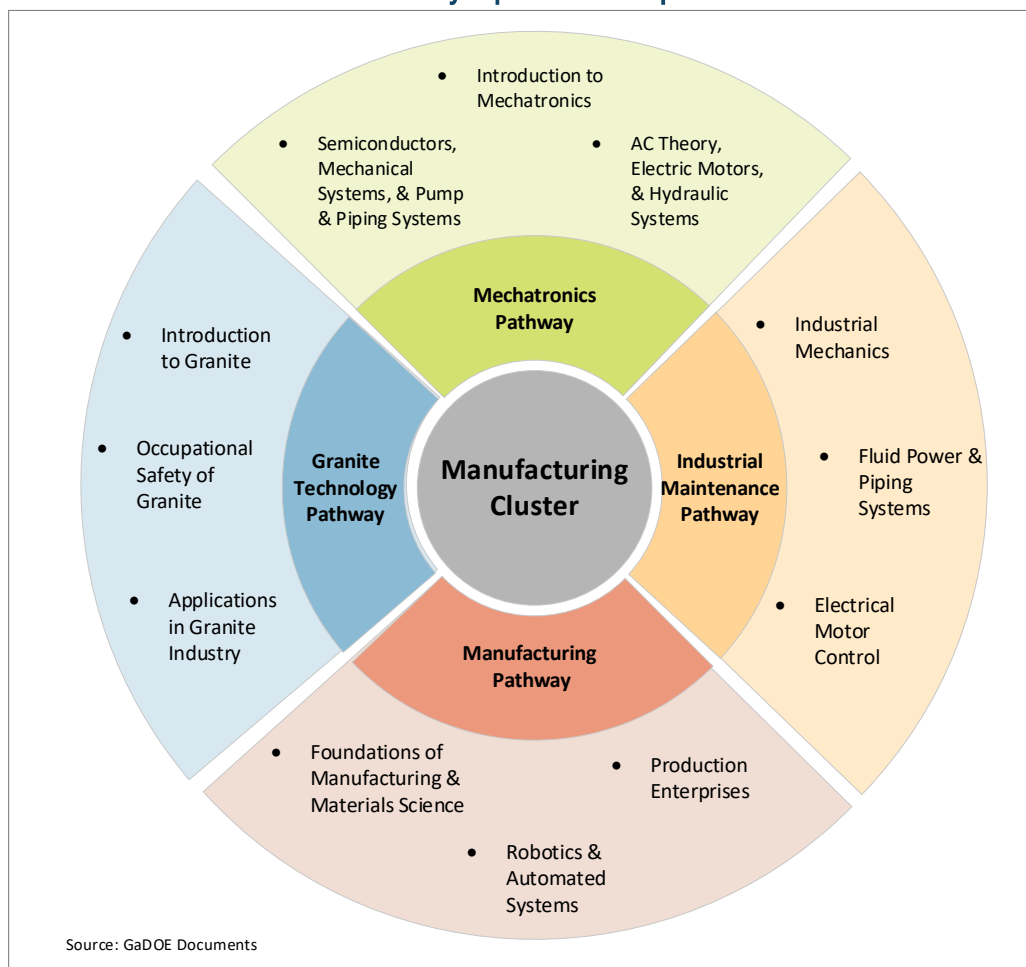 • Introduction to
Mechatronics
• Semiconductors,
Mechanical
Systems, & Pump
& Piping Systems
• AC Theory,
Electric Motors,
& Hydraulic
Systems
Mechatronics
Pathway
• Introduction
to Granite
• Occupational
Safety of
Granite
• Applications
in Granite
Industry
Granite
Technology
Pathway
Manufacturing
Cluster
Industrial
Maintenance
Pathway
• Industrial
Mechanics
• Fluid Power &
Piping Systems
• Electrical
Motor
Control
Manufacturing
Pathway
• Foundations of
Manufacturing &
Materials Science
• Production
Enterprises
• Robotics &
Automated
Systems
Source: GaDOE Documents